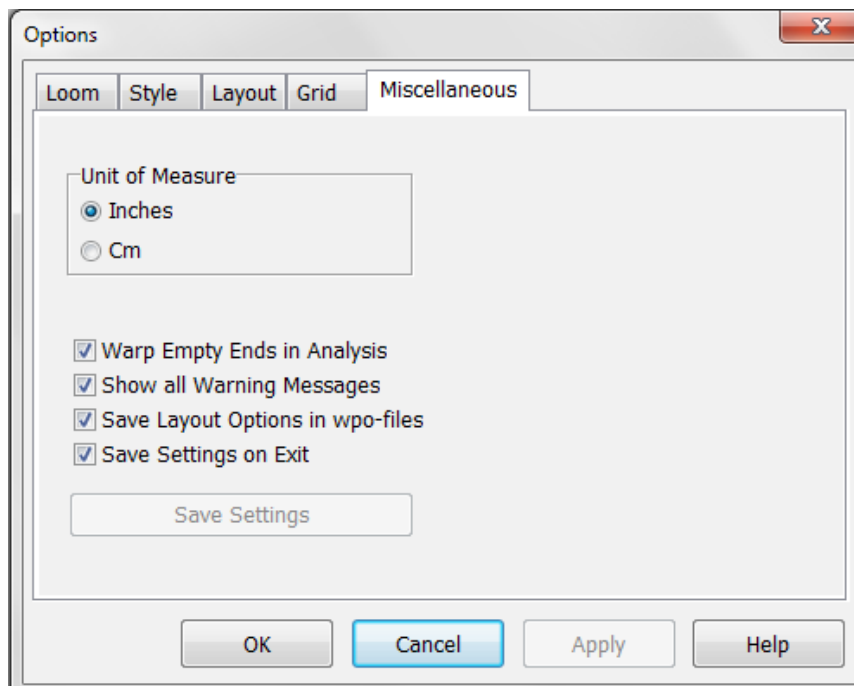 Options
Loom Style Layout Grid Miscellaneous
Unit of Measure
Inches
Cm
Warp Empty Ends in Analysis
Show all Warning Messages
Save Layout Options in wpo-files
Save Settings on Exit
Save Settings
OK Cancel Apply Help